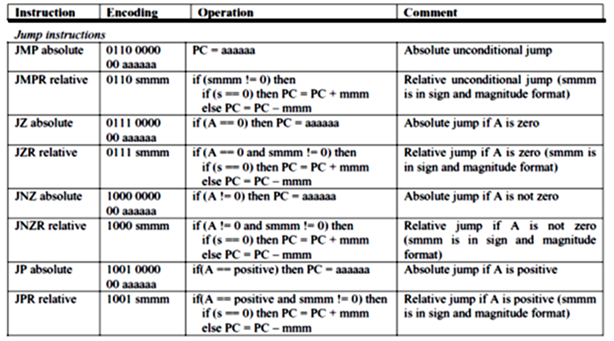 Instruction Encoding Operation Comment
Jump instructions
JMP absolute 0110 0000 PC = aaaaaa Absolute unconditional jump
00 aaaaaa
JMPR relative 0110 smmm if (smmm != 0) then Relative unconditional jump (smmm
if (s == 0) then PC = PC + mmm is in sign and magnitude format)
else PC = PC – mmm
JZ absolute 0111 0000 if (A == 0) then PC = aaaaaa Absolute jump if A is zero
00 aaaaaa
JZR relative 0111 smmm if (A == 0 and smmm != 0) then Relative jump if A is zero (smmm is
if (s == 0) then PC = PC + mmm in sign and magnitude format)
else PC = PC – mmm
JNZ absolute 1000 0000 if (A != 0) then PC = aaaaaa Absolute jump if A is not zero
00 aaaaaa
JNZR relative 1000 smmm if (A != 0 and smmm != 0) then Relative jump if A is not zero
if (s == 0) then PC = PC + mmm (smmm is in sign and magnitude
else PC = PC – mmm format)
JP absolute 1001 0000 if(A == positive) then PC = aaaaaa Absolute jump if A is positive
00 aaaaaa
JPR relative 1001 smmm if(A == positive and smmm != 0) then Relative jump if A is positive (smmm
if (s == 0) then PC = PC + mmm is in sign and magnitude format)
else PC = PC – mmm